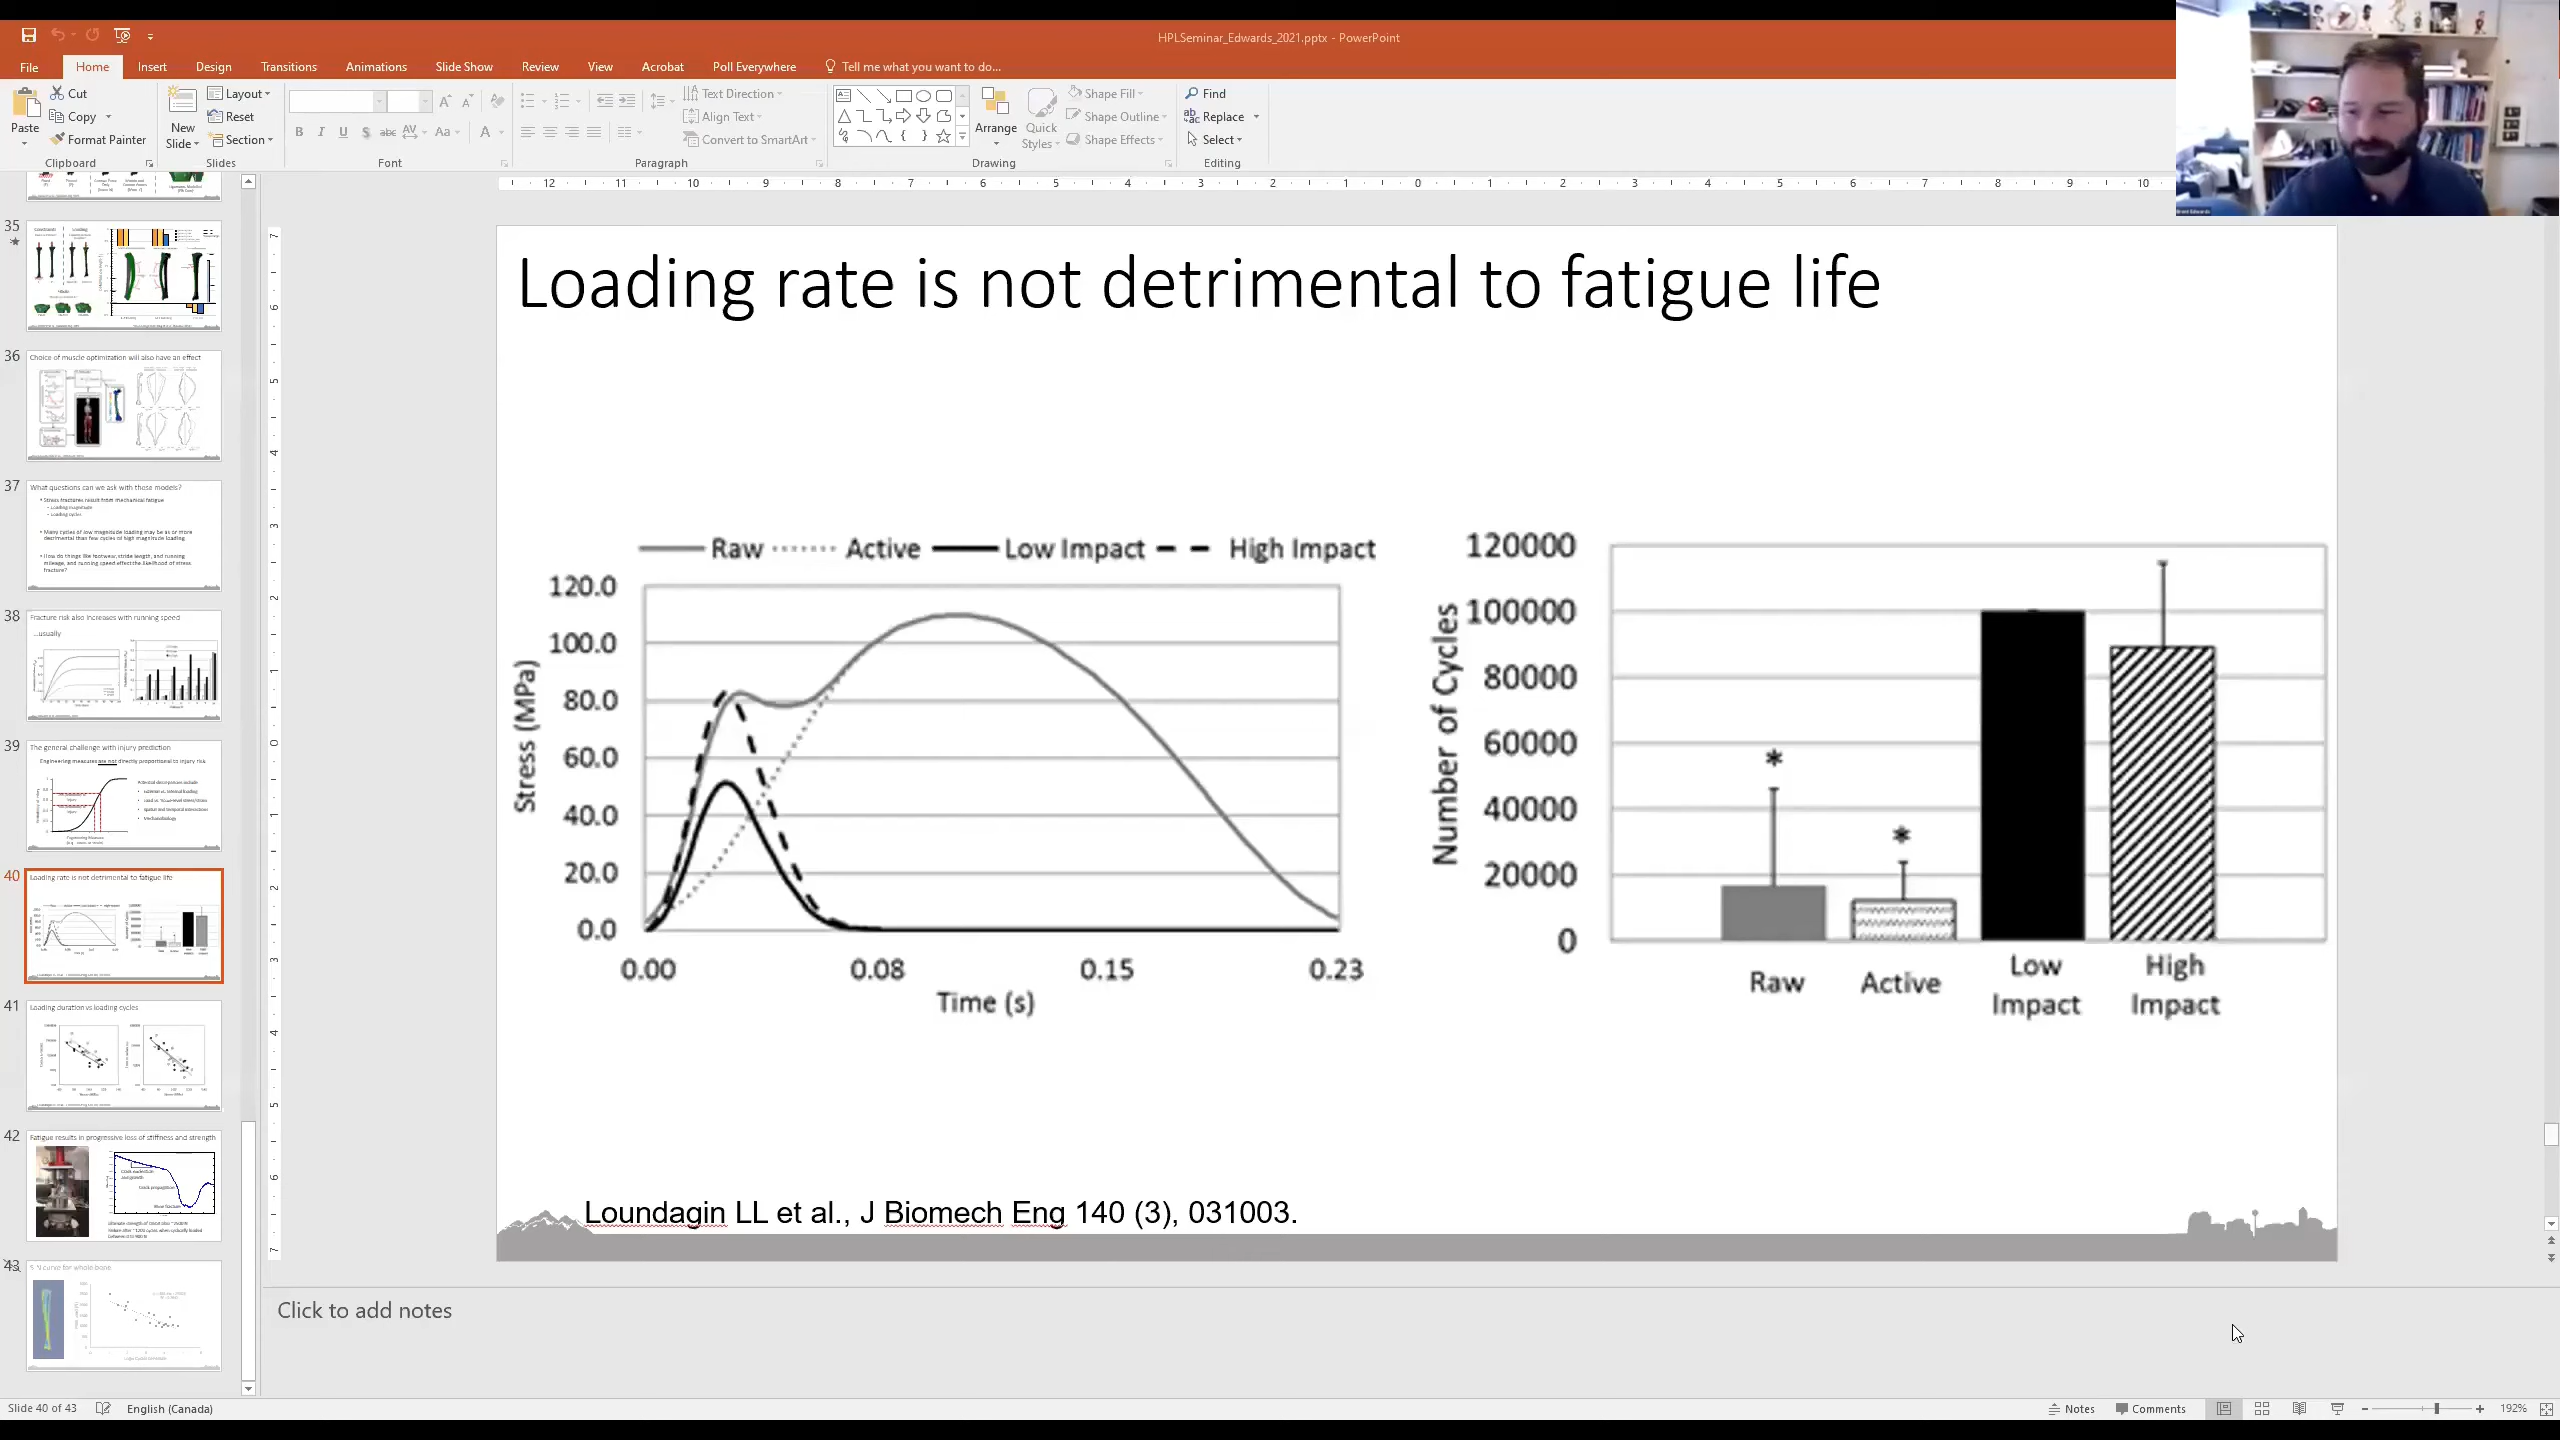 HPLSeminar_Edwards_2021.pptx - PowerPoint
File Home Insert Design Transitions Animations Slide Show Review View Acrobat Poll Everywhere Tell me what you want to do...
Paste
Cut
Copy
Format Painter
Clipboard
New
Slide
Layout
Reset
Section
Slides
Font
Text Direction
Align Text
Convert to SmartArt
Paragraph
Arrange
Quick
Styles
Shape Fill
Shape Outline
Shape Effects
Drawing
Find
Replace
Select
Editing
35
36
Choice of muscle optimization will also have an effect
37
What questions can we ask with these models?
Stress fractures result from mechanical fatigue
Loading magnitude
Loading cycles
Many cycles of low magnitude loading may be as or more
detrimental than few cycles of high magnitude loading
How do things like footwear, stride length, and running
mileage, and running speed effect the likelihood of stress
fracture?
38
Fracture risk also increases with running speed
...usually
39
The general challenge with injury prediction
Engineering measures are not directly proportional to injury risk
40
Loading rate is not detrimental to fatigue life
41
Loading duration vs loading cycles
42
Fatigue results in progressive loss of stiffness and strength
43
S-N curve for whole bone
Loading rate is not detrimental to fatigue life
Raw Active Low Impact High Impact
Stress (MPa)
120.0
100.0
80.0
60.0
40.0
20.0
0.0
0.00 0.08 0.15 0.23
Time (s)
Number of Cycles
120000
100000
80000
60000
40000
20000
0
* *
Raw Active Low Impact High Impact
Loundagin LL et al., J Biomech Eng 140 (3), 031003.
Click to add notes
Slide 40 of 43 English (Canada) Notes Comments 192%